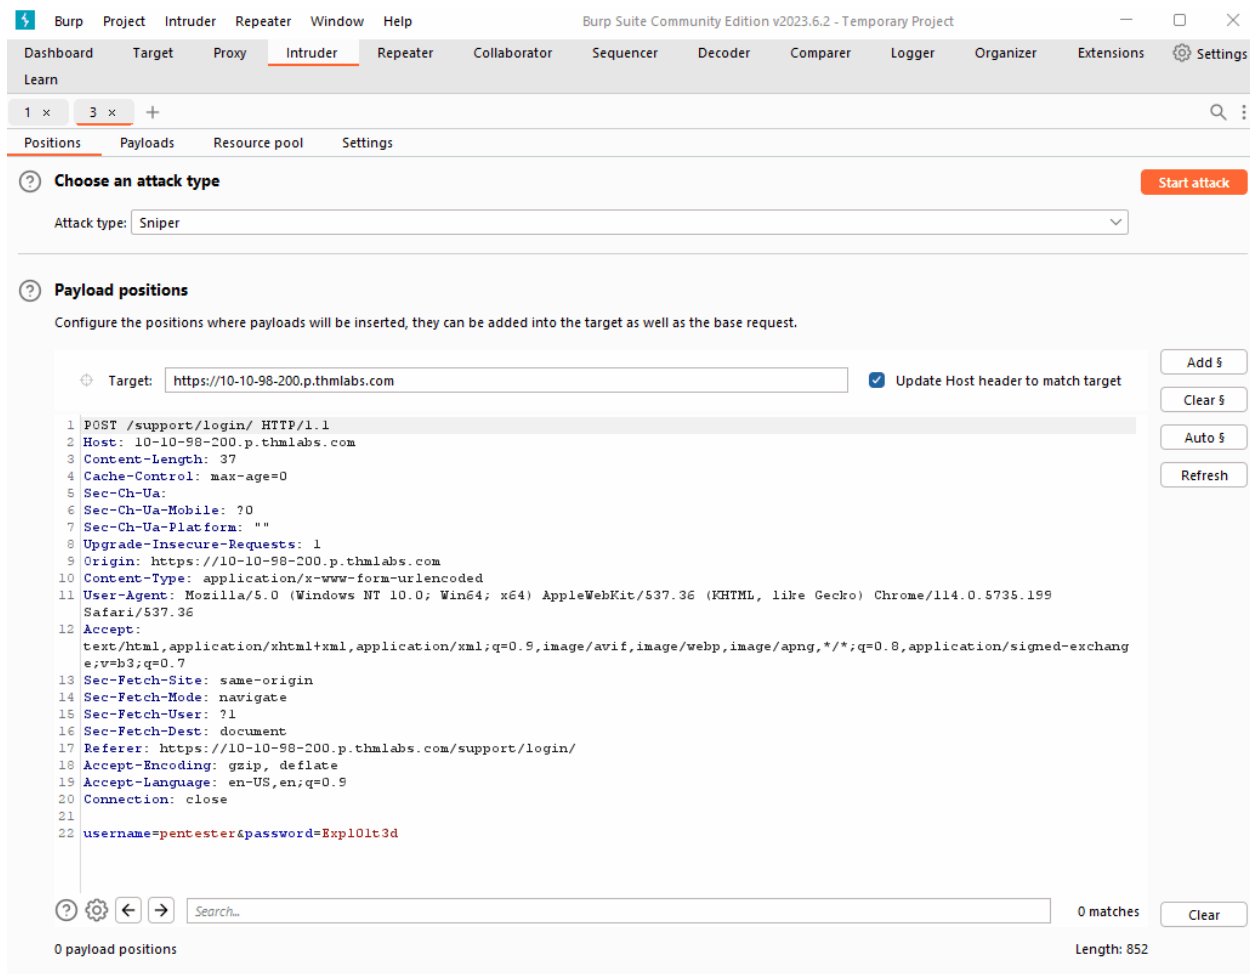 Burp Project Intruder Repeater Window Help Burp Suite Community Edition v2023.6.2 - Temporary Project
Dashboard Target Proxy Intruder Repeater Collaborator Sequencer Decoder Comparer Logger Organizer Extensions Settings
Learn
1 × 3 × +
Positions Payloads Resource pool Settings
? Choose an attack type Start attack
Attack type: Sniper
? Payload positions
Configure the positions where payloads will be inserted, they can be added into the target as well as the base request.
Add §
Target: https://10-10-98-200.p.thmlabs.com Update Host header to match target
Clear §
1 POST /support/login/ HTTP/1.1
Auto §
2 Host: 10-10-98-200.p.thmlabs.com
3 Content-Length: 37
4 Cache-Control: max-age=0
Refresh
5 Sec-Ch-Ua:
6 Sec-Ch-Ua-Mobile: ?0
7 Sec-Ch-Ua-Platform: ""
8 Upgrade-Insecure-Requests: 1
9 Origin: https://10-10-98-200.p.thmlabs.com
10 Content-Type: application/x-www-form-urlencoded
11 User-Agent: Mozilla/5.0 (Windows NT 10.0; Win64; x64) AppleWebKit/537.36 (KHTML, like Gecko) Chrome/114.0.5735.199
Safari/537.36
12 Accept:
text/html,application/xhtml+xml,application/xml;q=0.9,image/avif,image/webp,image/apng,*/*;q=0.8,application/signed-exchang
e;v=b3;q=0.7
13 Sec-Fetch-Site: same-origin
14 Sec-Fetch-Mode: navigate
15 Sec-Fetch-User: ?1
16 Sec-Fetch-Dest: document
17 Referer: https://10-10-98-200.p.thmlabs.com/support/login/
18 Accept-Encoding: gzip, deflate
19 Accept-Language: en-US,en;q=0.9
20 Connection: close
21
22 username=pentester&password=Expl01t3d
? Search... 0 matches Clear
0 payload positions Length: 852